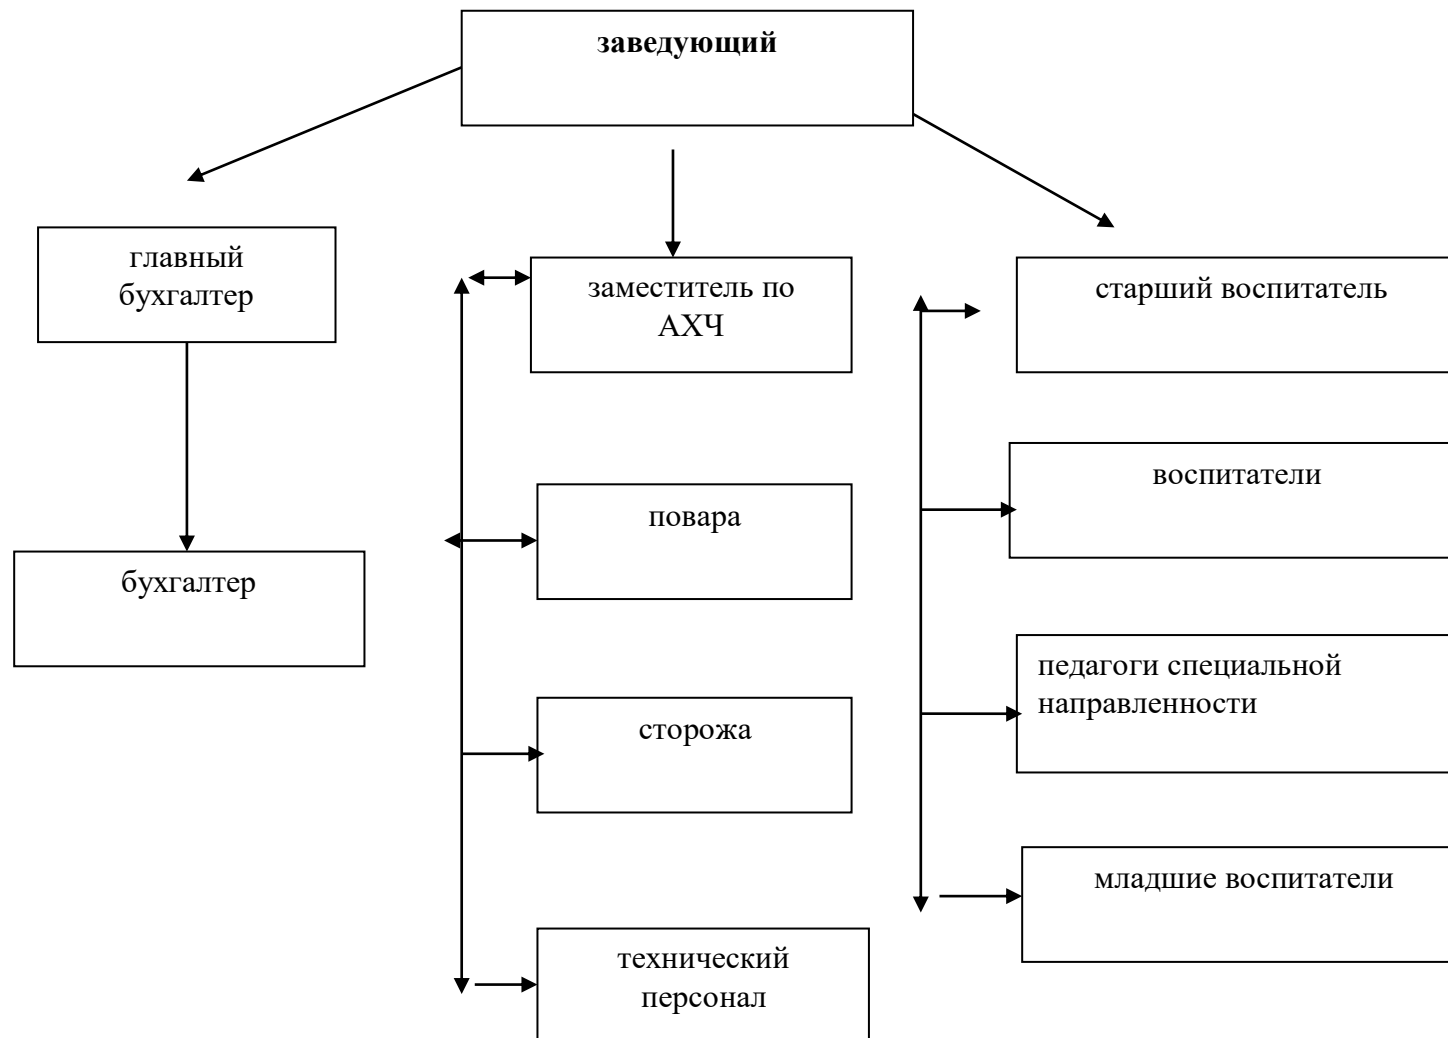 заведующий
главный
бухгалтер
заместитель по
АХЧ
старший воспитатель
воспитатели
повара
бухгалтер
педагоги специальной
направленности
сторожа
младшие воспитатели
технический
персонал